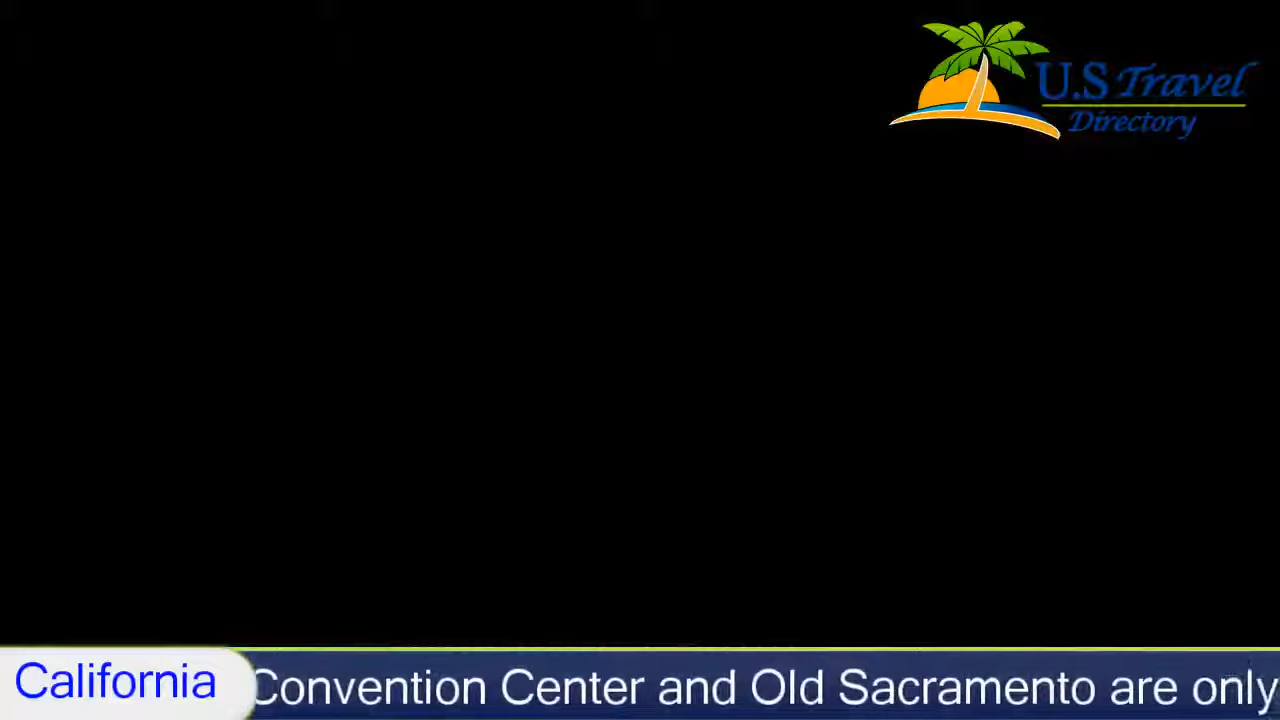 U.S Travel
Directory
California
Convention Center and Old Sacramento are only